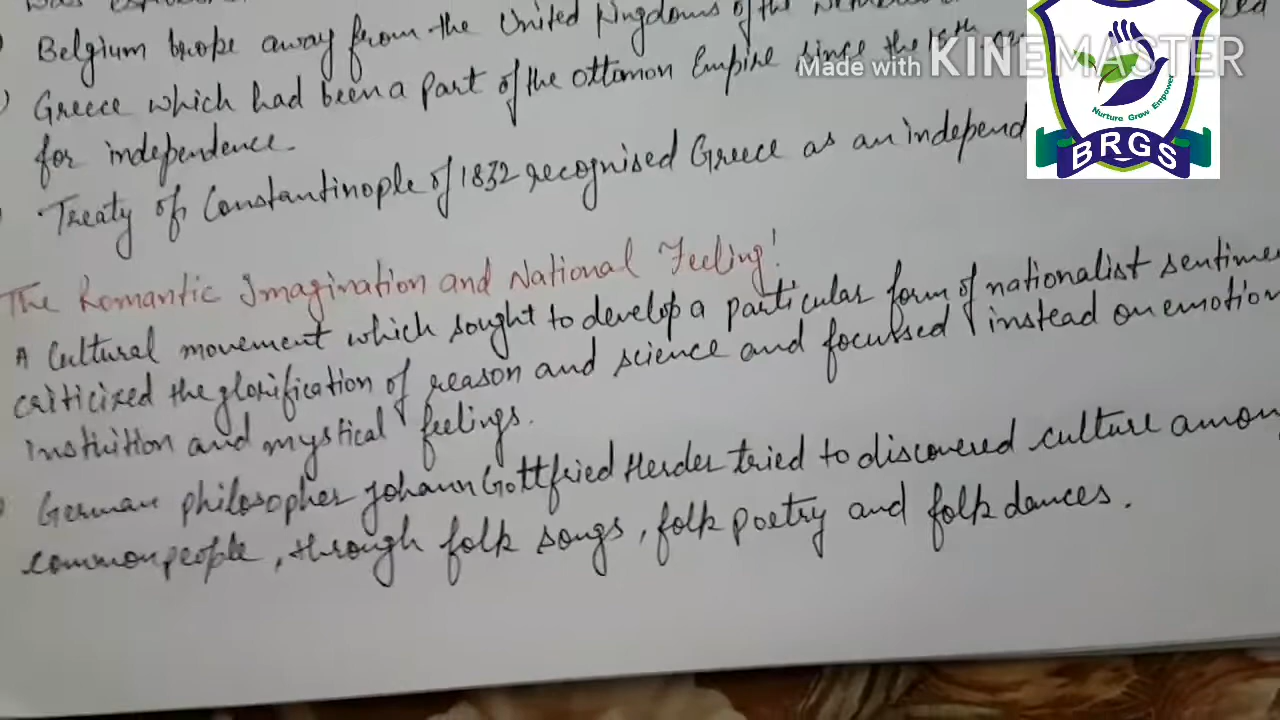 was
Belgium broke away from the United Kingdoms of the
Greece which had been a part of the Ottomon Empire since the 15th
for independence.
Treaty of Constantinople of 1832 recognised Greece as an independ
The Romantic Imagination and National Feeling!
A Cultural movement which sought to develop a particular form of nationalist sentime
criticized the glorification of reason and science and focussed instead on emotion
instuition and mystical feelings.
German philosopher Johann Gottfried Herder tried to discovered culture among
common people, through folk songs, folk poetry and folk dances.
Made with KINEMASTER
Nurture Grow Empower
BRGS